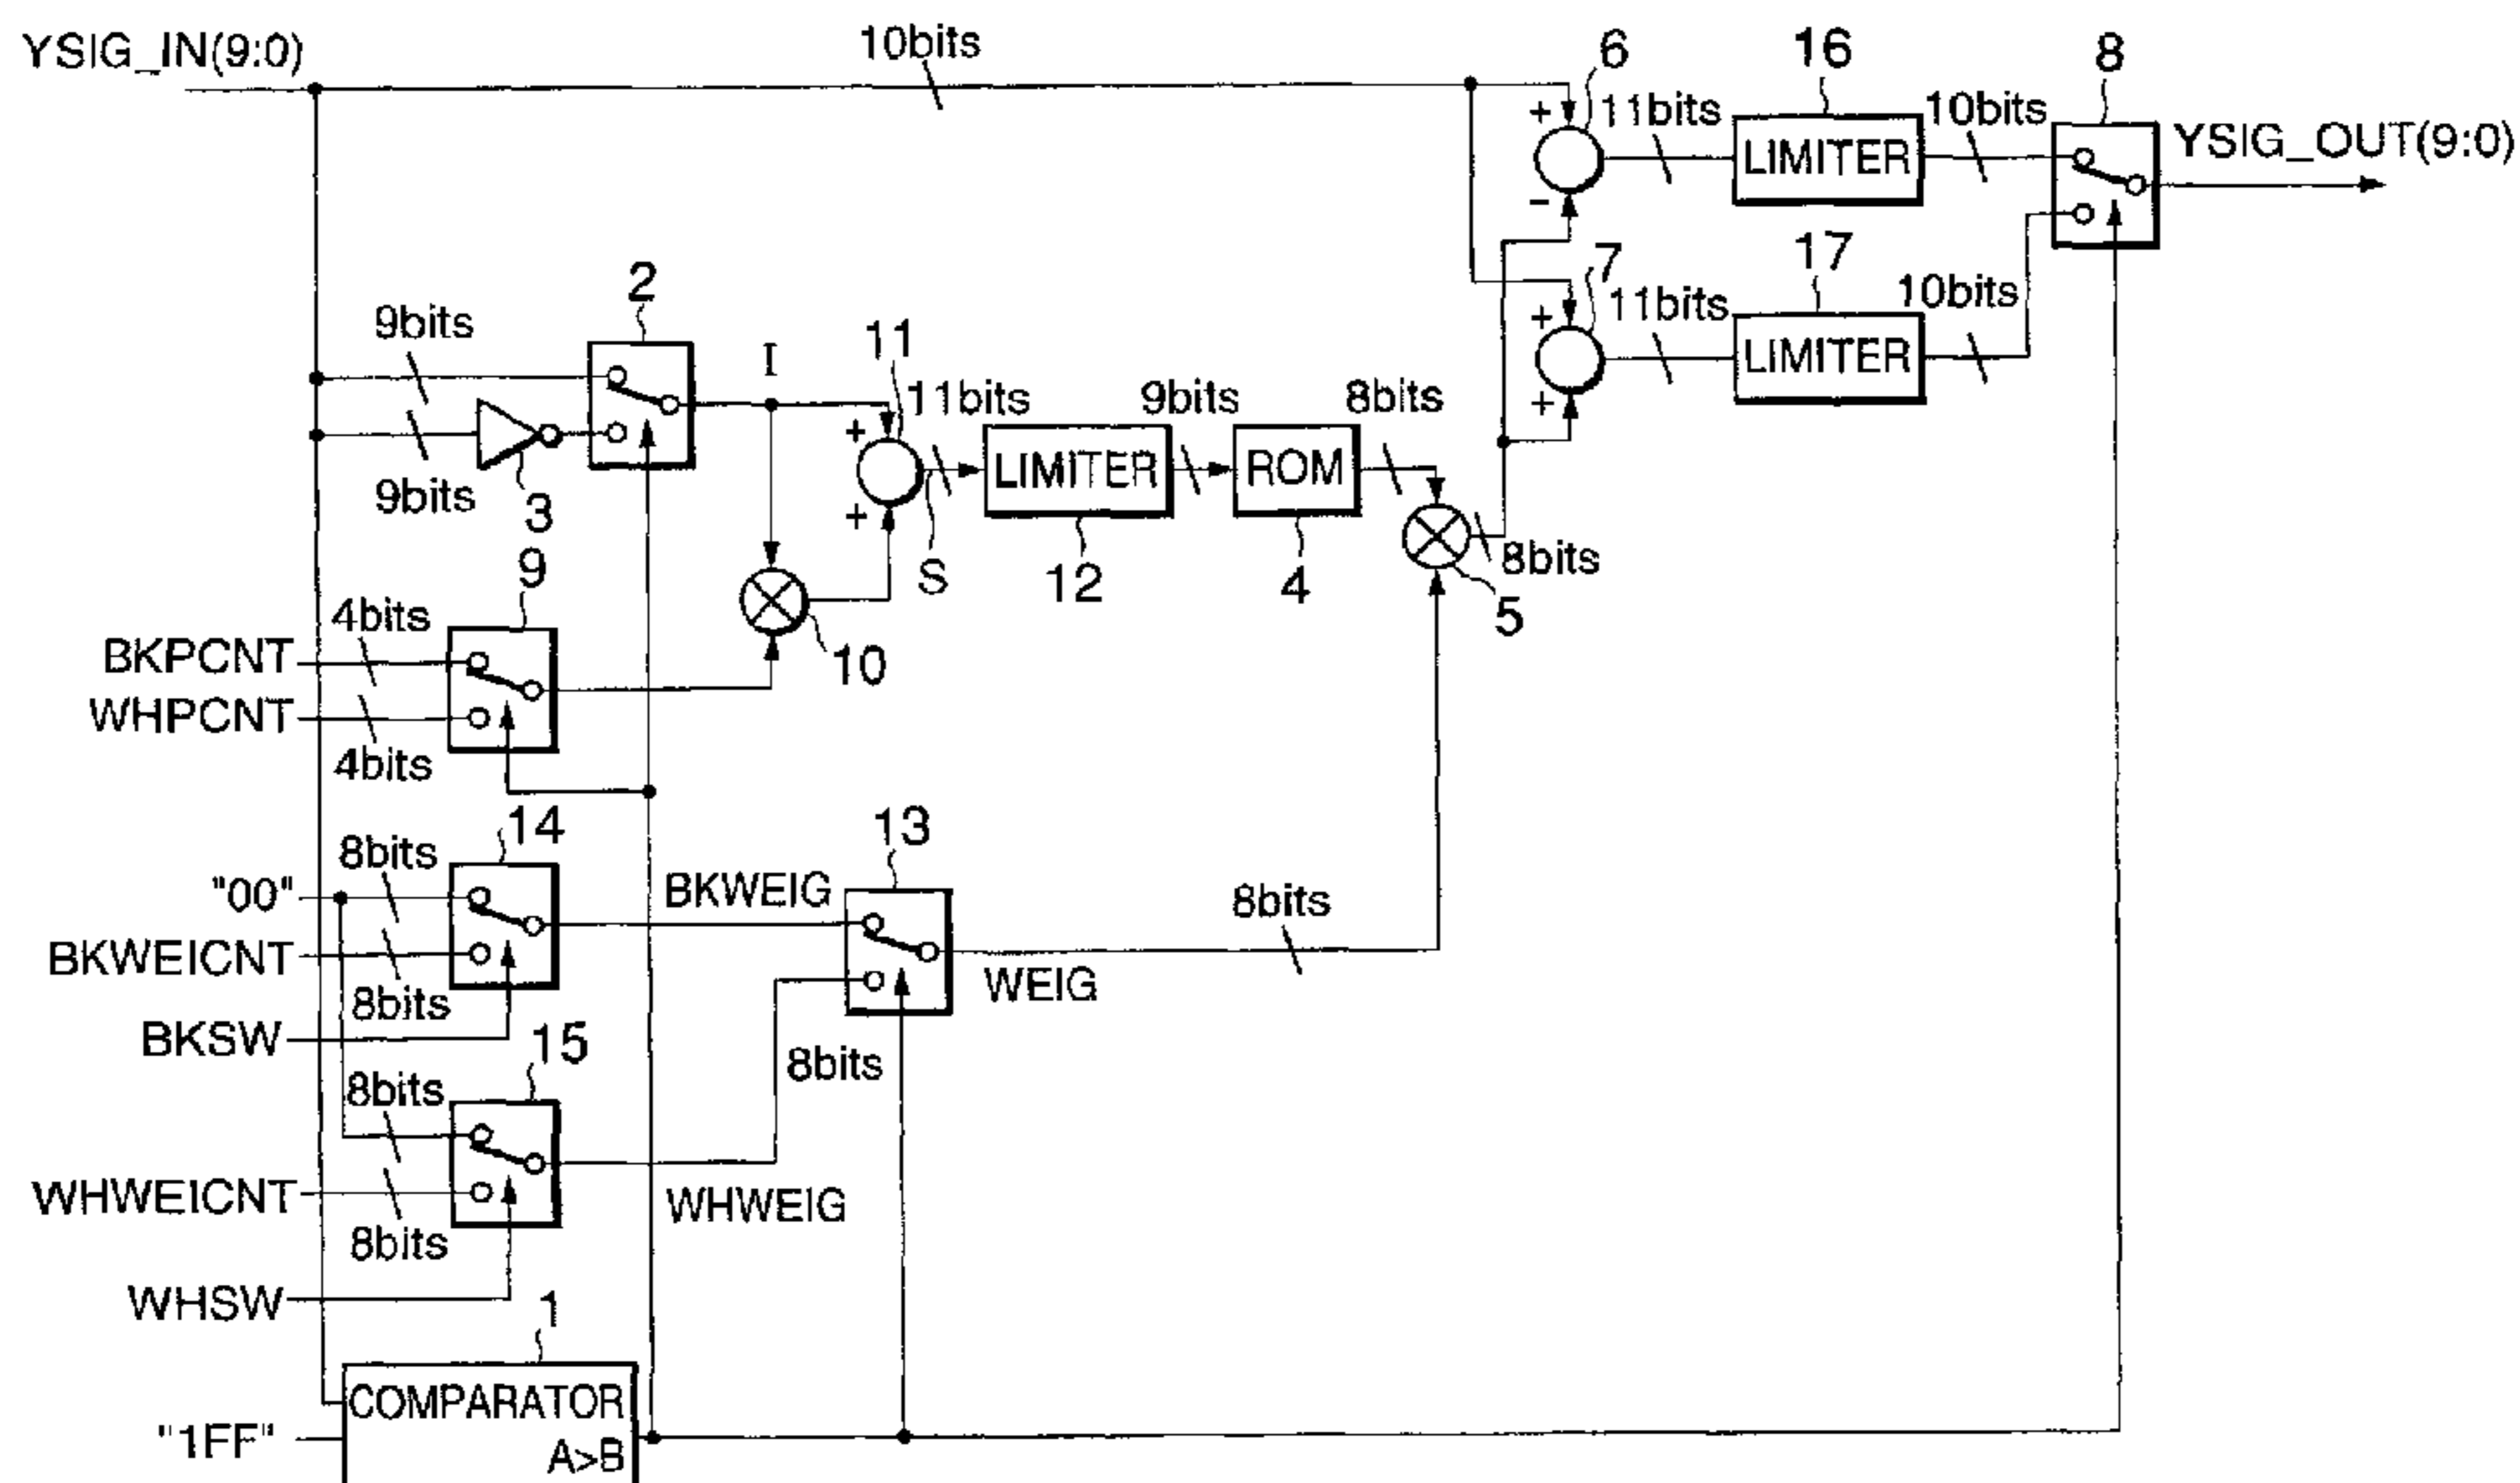 YSIG_IN(9:0)
10bits
6
16
8
+
11bits
10bits
LIMITER
YSIG_OUT(9:0)
-
2
7
17
9bits
I
11
+
11bits
10bits
LIMITER
+
11bits
9bits
8bits
+
LIMITER
ROM
9bits
3
+
S
12
4
8bits
5
9
4bits
10
BKPCNT
WHPCNT
4bits
14
13
8bits
"00"
BKWEIG
8bits
BKWEICNT
WEIG
8bits
BKSW
15
8bits
8bits
WHWEICNT
WHWEIG
8bits
WHSW
1
COMPARATOR
"1FF"
A>B